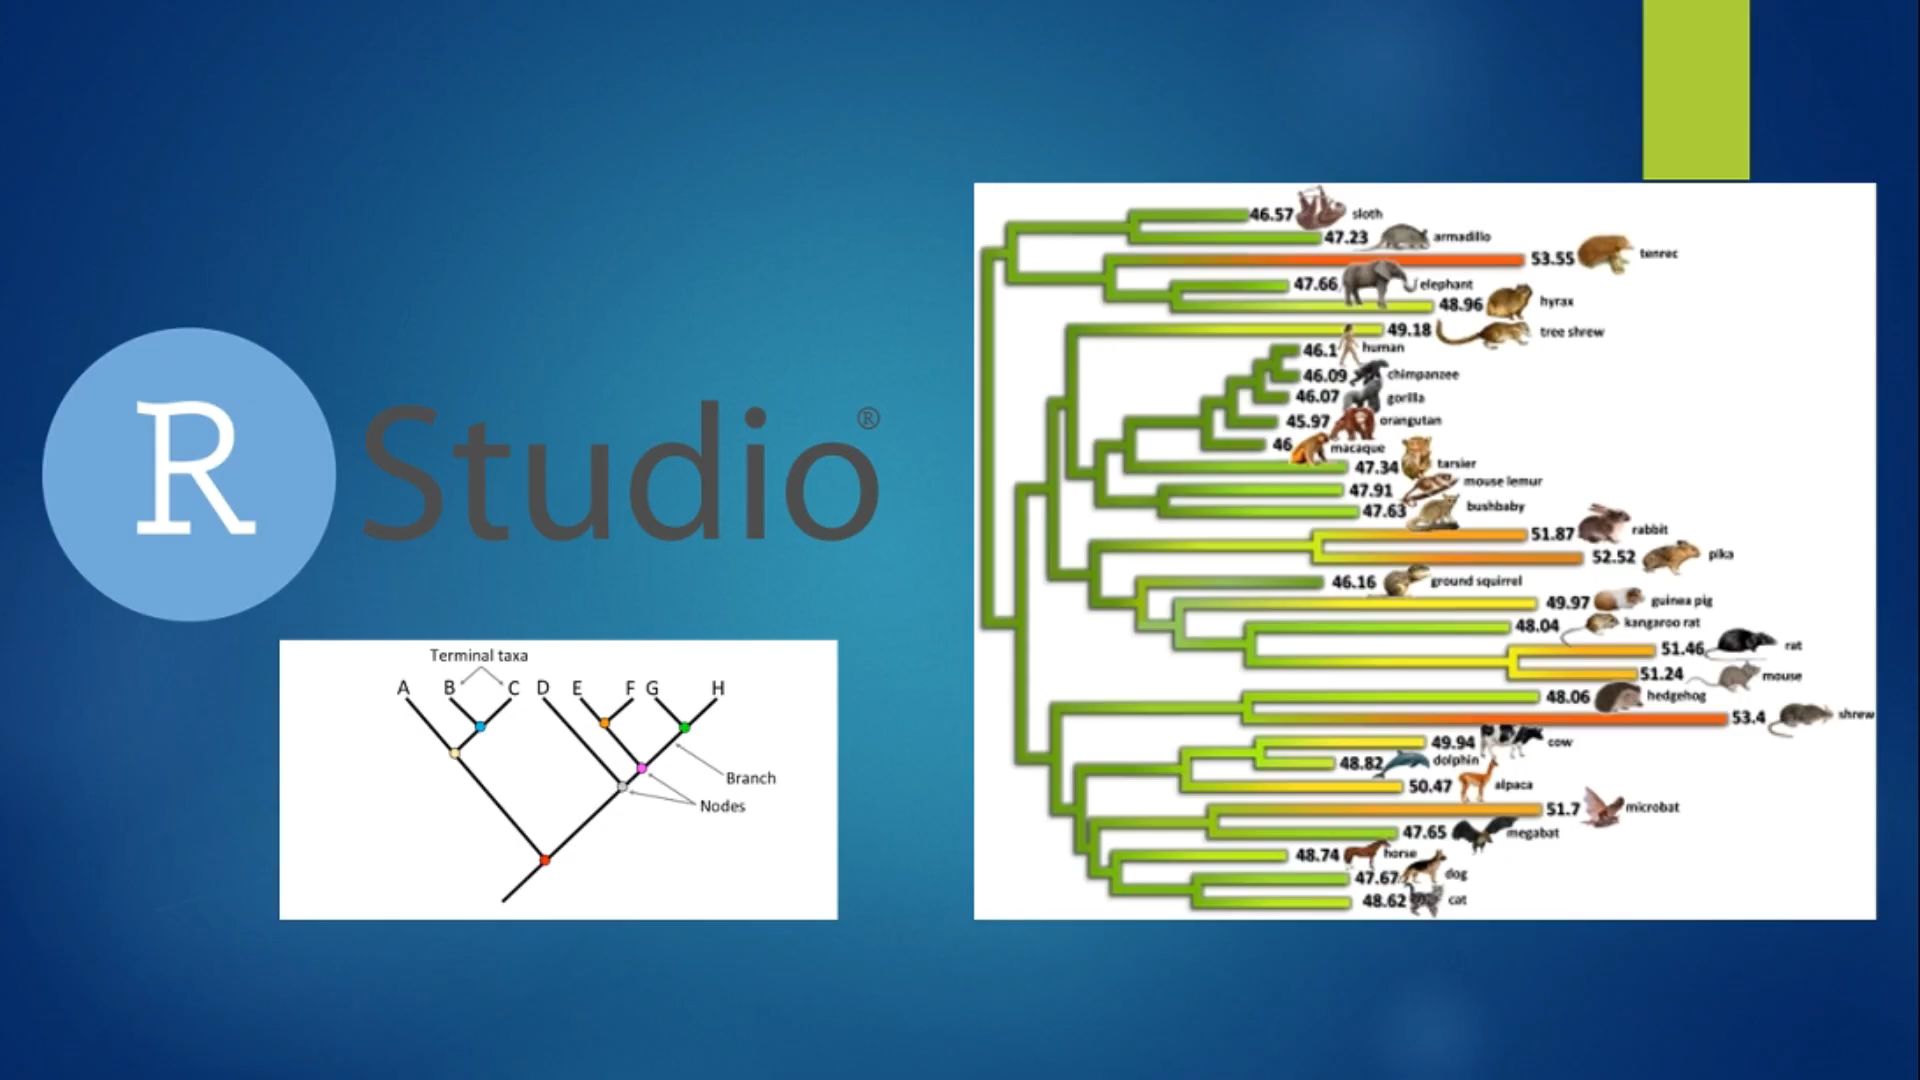 R Studio®
Terminal taxa
A B C D E F G H
Branch
Nodes
46.57 sloth
47.23 armadillo
53.55 tenrec
47.66 elephant
48.96 hyrax
49.18 tree shrew
46.1 human
46.09 chimpanzee
46.07 gorilla
45.97 orangutan
46 macaque
47.34 tarsier
47.91 mouse lemur
47.63 bushbaby
51.87 rabbit
52.52 pika
46.16 ground squirrel
49.97 guinea pig
48.04 kangaroo rat
51.46 rat
51.24 mouse
48.06 hedgehog
53.4 shrew
49.94 cow
48.82 dolphin
50.47 alpaca
51.7 microbat
47.65 megabat
48.74 horse
47.67 dog
48.62 cat